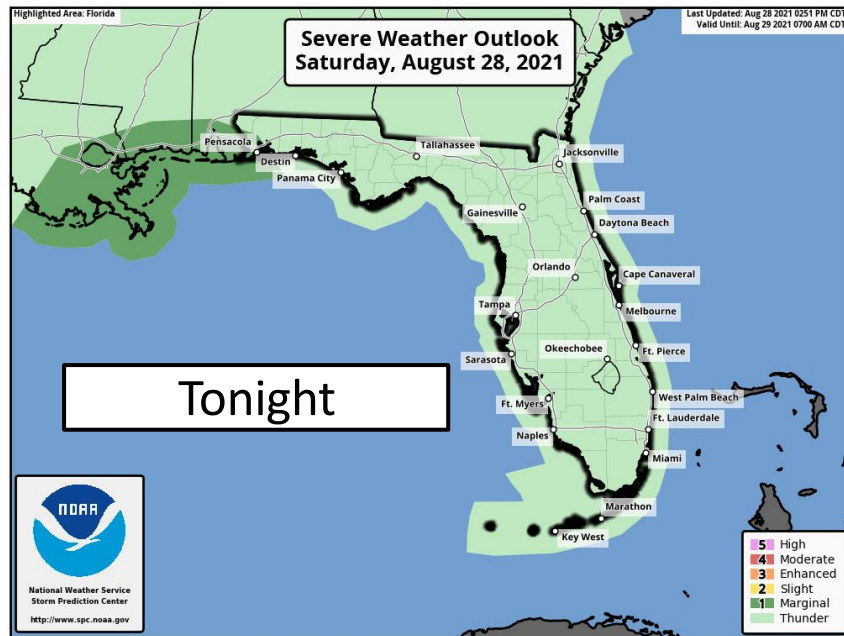 Highlighted Area: Florida
Last Updated: Aug 28 2021 0251 PM CDT
Valid Until: Aug 29 2021 0700 AM CDT
Severe Weather Outlook
Saturday, August 28, 2021
Pensacola
Destin
Panama City
Tallahassee
Jacksonville
Gainesville
Palm Coast
Daytona Beach
Orlando
Cape Canaveral
Tampa
Melbourne
Sarasota
Okeechobee
Ft. Pierce
Tonight
Ft. Myers
West Palm Beach
Naples
Ft. Lauderdale
Miami
Marathon
Key West
NOAA
National Weather Service
Storm Prediction Center
http://www.spc.noaa.gov
5 High
4 Moderate
3 Enhanced
2 Slight
1 Marginal
Thunder